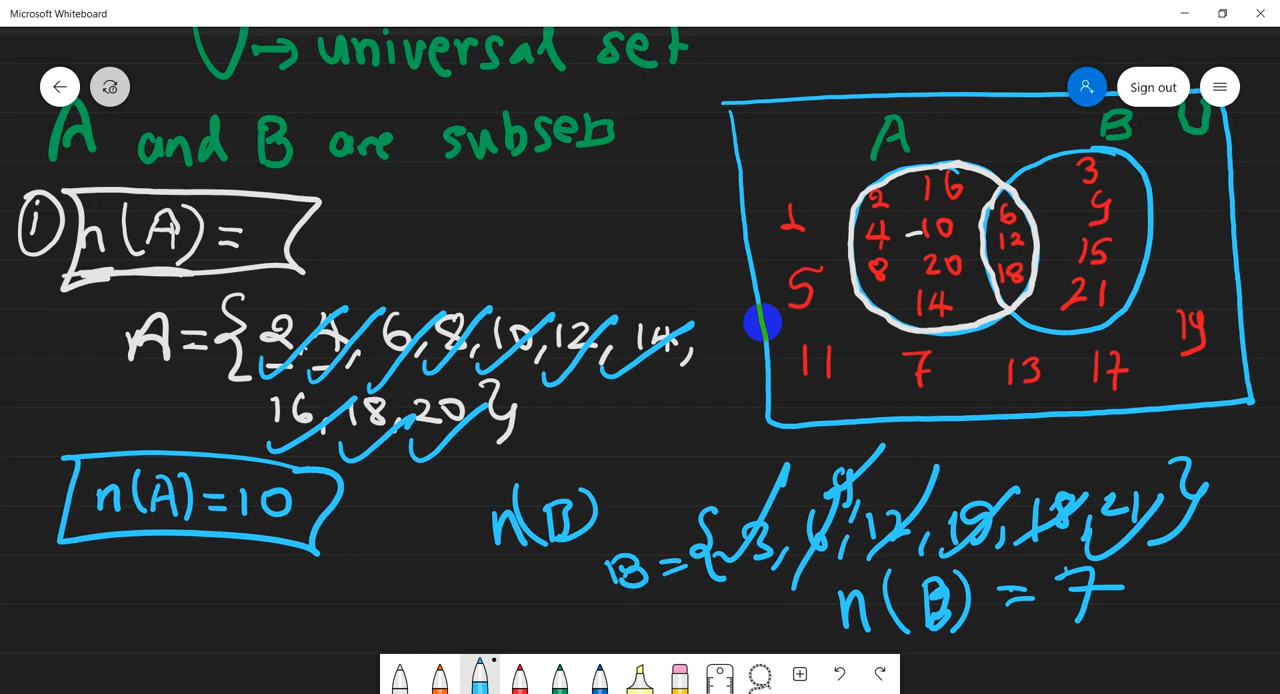 Microsoft Whiteboard
U → universal set
Sign out
A and B are subsets
A B U
i n(A) =
2 16 6 3
1 4 10 12 9
8 20 18 15
5 14 21
19
11 7 13 17
A = { 2, 4, 6, 8, 10, 12, 14,
16, 18, 20 }
n(A) = 10
n(B)
B = { 3, 6, 9, 12, 15, 18, 21 }
n(B) = 7